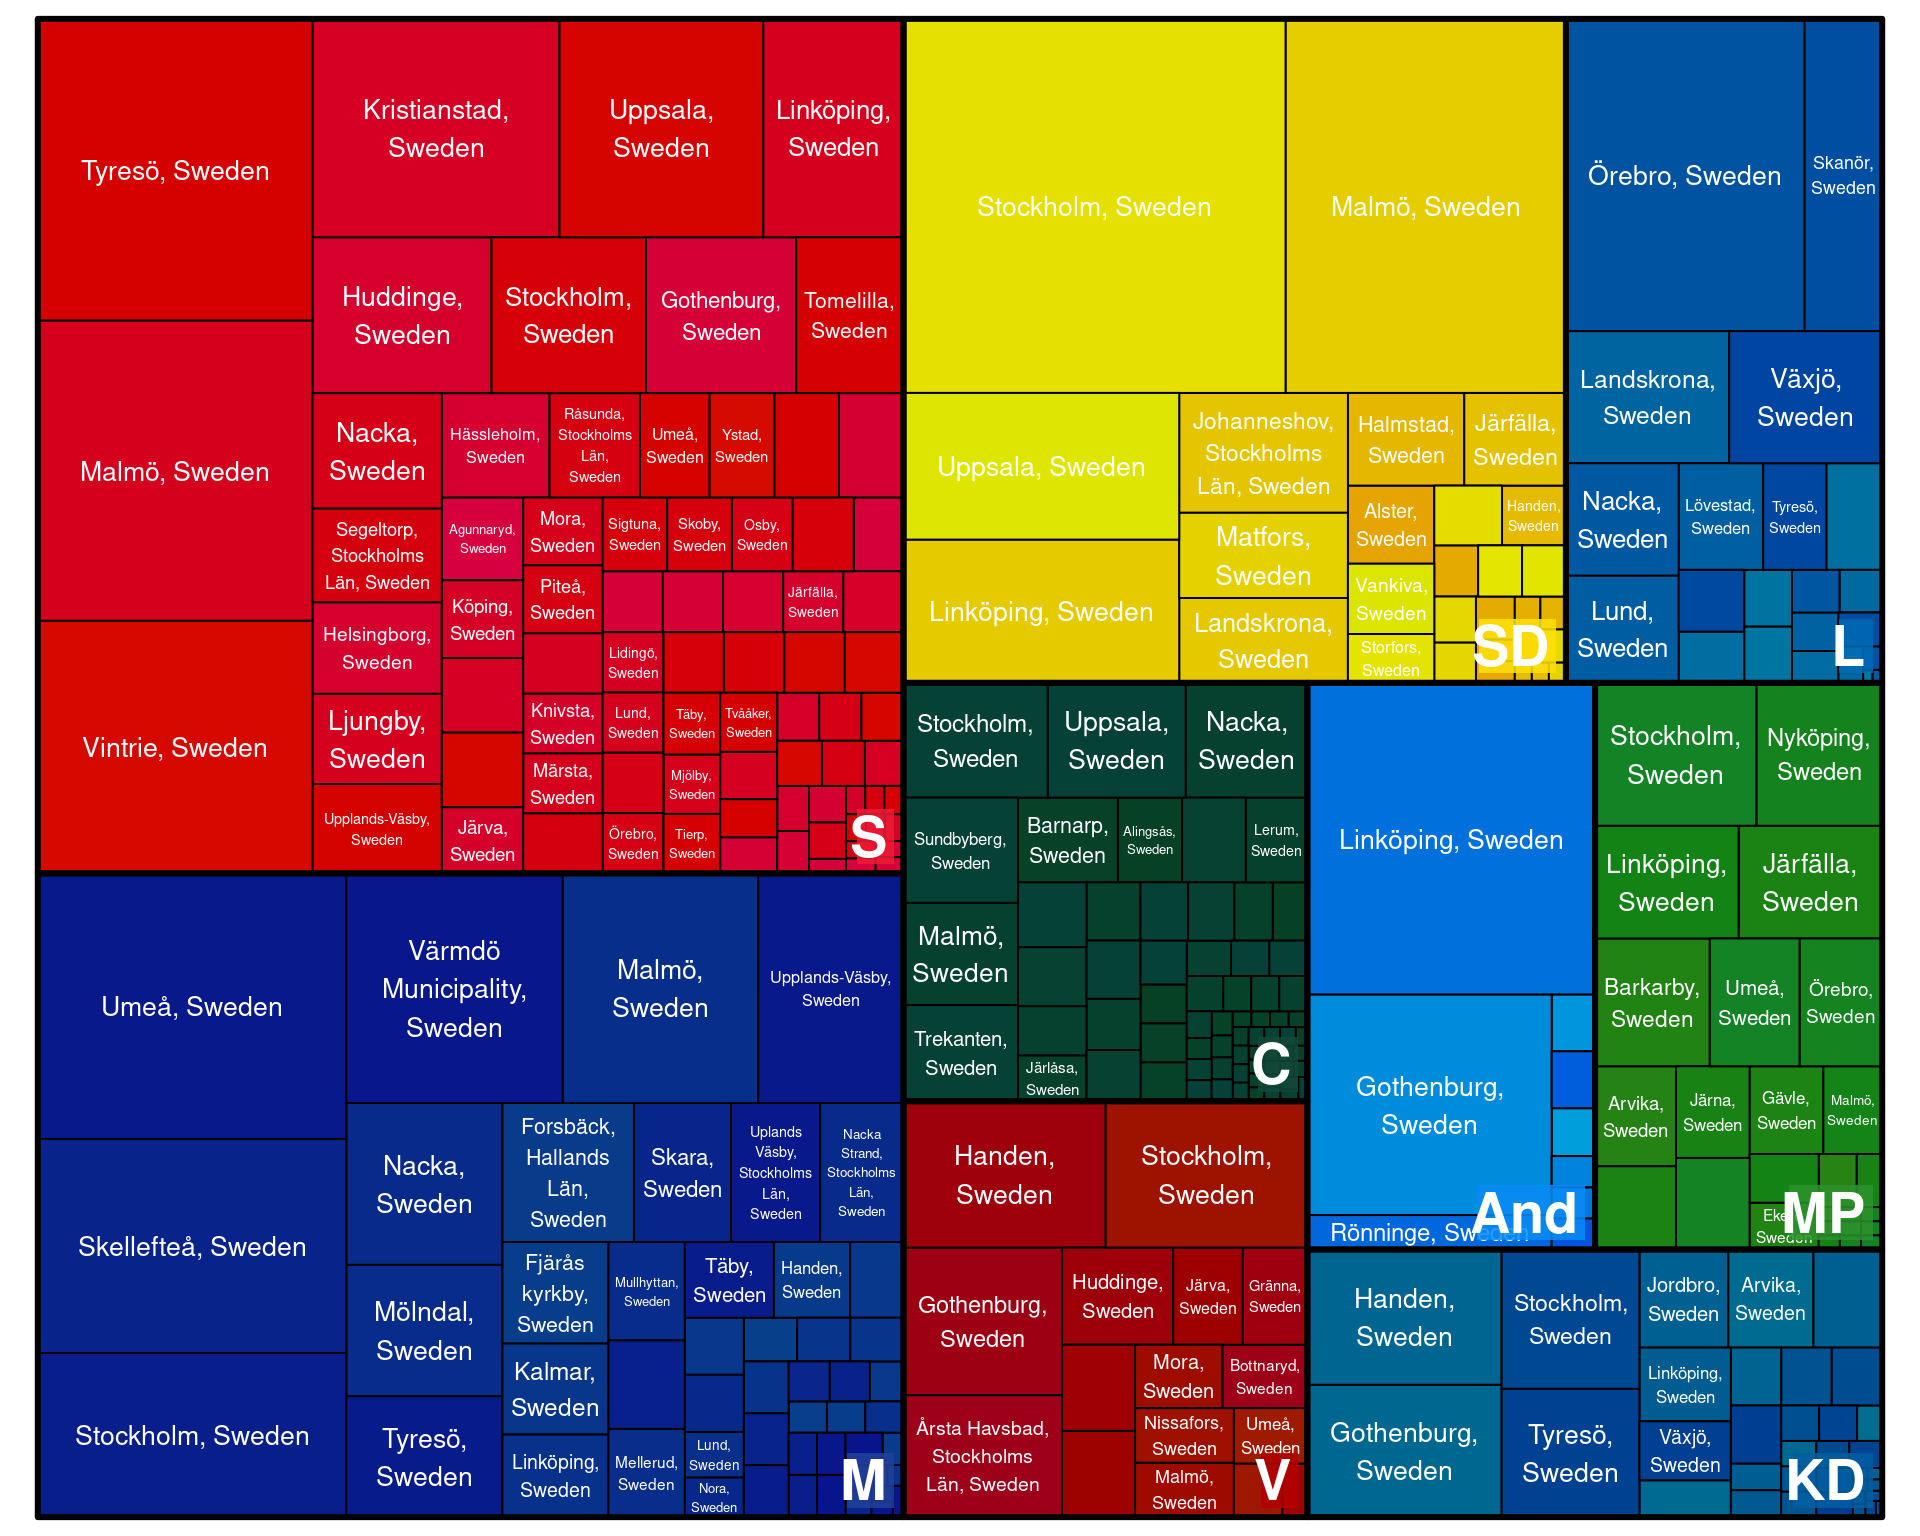 Tyresö, Sweden
Malmö, Sweden
Vintrie, Sweden
Kristianstad,
Sweden
Uppsala,
Sweden
Linköping,
Sweden
Huddinge,
Sweden
Stockholm,
Sweden
Gothenburg,
Sweden
Tomelilla,
Sweden
Nacka,
Sweden
Segeltorp,
Stockholms
Län, Sweden
Helsingborg,
Sweden
Ljungby,
Sweden
Upplands-Väsby,
Sweden
Hässleholm,
Sweden
Råsunda,
Stockholms
Län,
Sweden
Umeå,
Sweden
Ystad,
Sweden
Agunnaryd,
Sweden
Köping,
Sweden
Järva,
Sweden
Mora,
Sweden
Piteå,
Sweden
Knivsta,
Sweden
Märsta,
Sweden
Sigtuna,
Sweden
Skoby,
Sweden
Osby,
Sweden
Järfälla,
Sweden
Lidingö,
Sweden
Lund,
Sweden
Örebro,
Sweden
Täby,
Sweden
Mjölby,
Sweden
Tierp,
Sweden
Tvååker,
Sweden
S
Umeå, Sweden
Skellefteå, Sweden
Stockholm, Sweden
Värmdö
Municipality,
Sweden
Malmö,
Sweden
Upplands-Väsby,
Sweden
Nacka,
Sweden
Mölndal,
Sweden
Tyresö,
Sweden
Forsbäck,
Hallands
Län,
Sweden
Skara,
Sweden
Uplands
Väsby,
Stockholms
Län,
Sweden
Nacka
Strand,
Stockholms
Län,
Sweden
Fjärås
kyrkby,
Sweden
Kalmar,
Sweden
Linköping,
Sweden
Mullhyttan,
Sweden
Mellerud,
Sweden
Täby,
Sweden
Handen,
Sweden
Lund,
Sweden
Nora,
Sweden
M
Stockholm, Sweden
Malmö, Sweden
Uppsala, Sweden
Linköping, Sweden
Johanneshov,
Stockholms
Län, Sweden
Matfors,
Sweden
Landskrona,
Sweden
Halmstad,
Sweden
Järfälla,
Sweden
Alster,
Sweden
Handen,
Sweden
Vankiva,
Sweden
Storfors,
Sweden
SD
Örebro, Sweden
Skanör,
Sweden
Landskrona,
Sweden
Växjö,
Sweden
Nacka,
Sweden
Lund,
Sweden
Lövestad,
Sweden
Tyresö,
Sweden
L
Stockholm,
Sweden
Uppsala,
Sweden
Nacka,
Sweden
Sundbyberg,
Sweden
Malmö,
Sweden
Trekanten,
Sweden
Barnarp,
Sweden
Alingsås,
Sweden
Lerum,
Sweden
Järlåsa,
Sweden
C
Handen,
Sweden
Stockholm,
Sweden
Gothenburg,
Sweden
Årsta Havsbad,
Stockholms
Län, Sweden
Huddinge,
Sweden
Järva,
Sweden
Gränna,
Sweden
Mora,
Sweden
Bottnaryd,
Sweden
Nissafors,
Sweden
Umeå,
Sweden
Malmö,
Sweden
V
Linköping, Sweden
Gothenburg,
Sweden
Rönninge, Sweden
And
Stockholm,
Sweden
Nyköping,
Sweden
Linköping,
Sweden
Järfälla,
Sweden
Barkarby,
Sweden
Umeå,
Sweden
Örebro,
Sweden
Arvika,
Sweden
Järna,
Sweden
Gävle,
Sweden
Malmö,
Sweden
Sweden
MP
Handen,
Sweden
Gothenburg,
Sweden
Stockholm,
Sweden
Tyresö,
Sweden
Jordbro,
Sweden
Arvika,
Sweden
Linköping,
Sweden
Växjö,
Sweden
KD